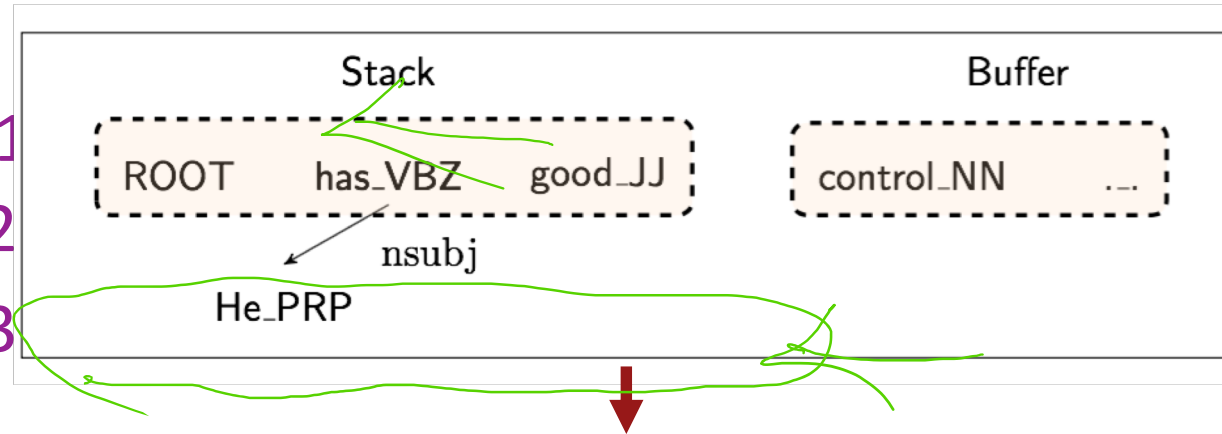 Stack Buffer
1 ROOT has_VBZ good_JJ control_NN ._.
2 nsubj
3 He_PRP